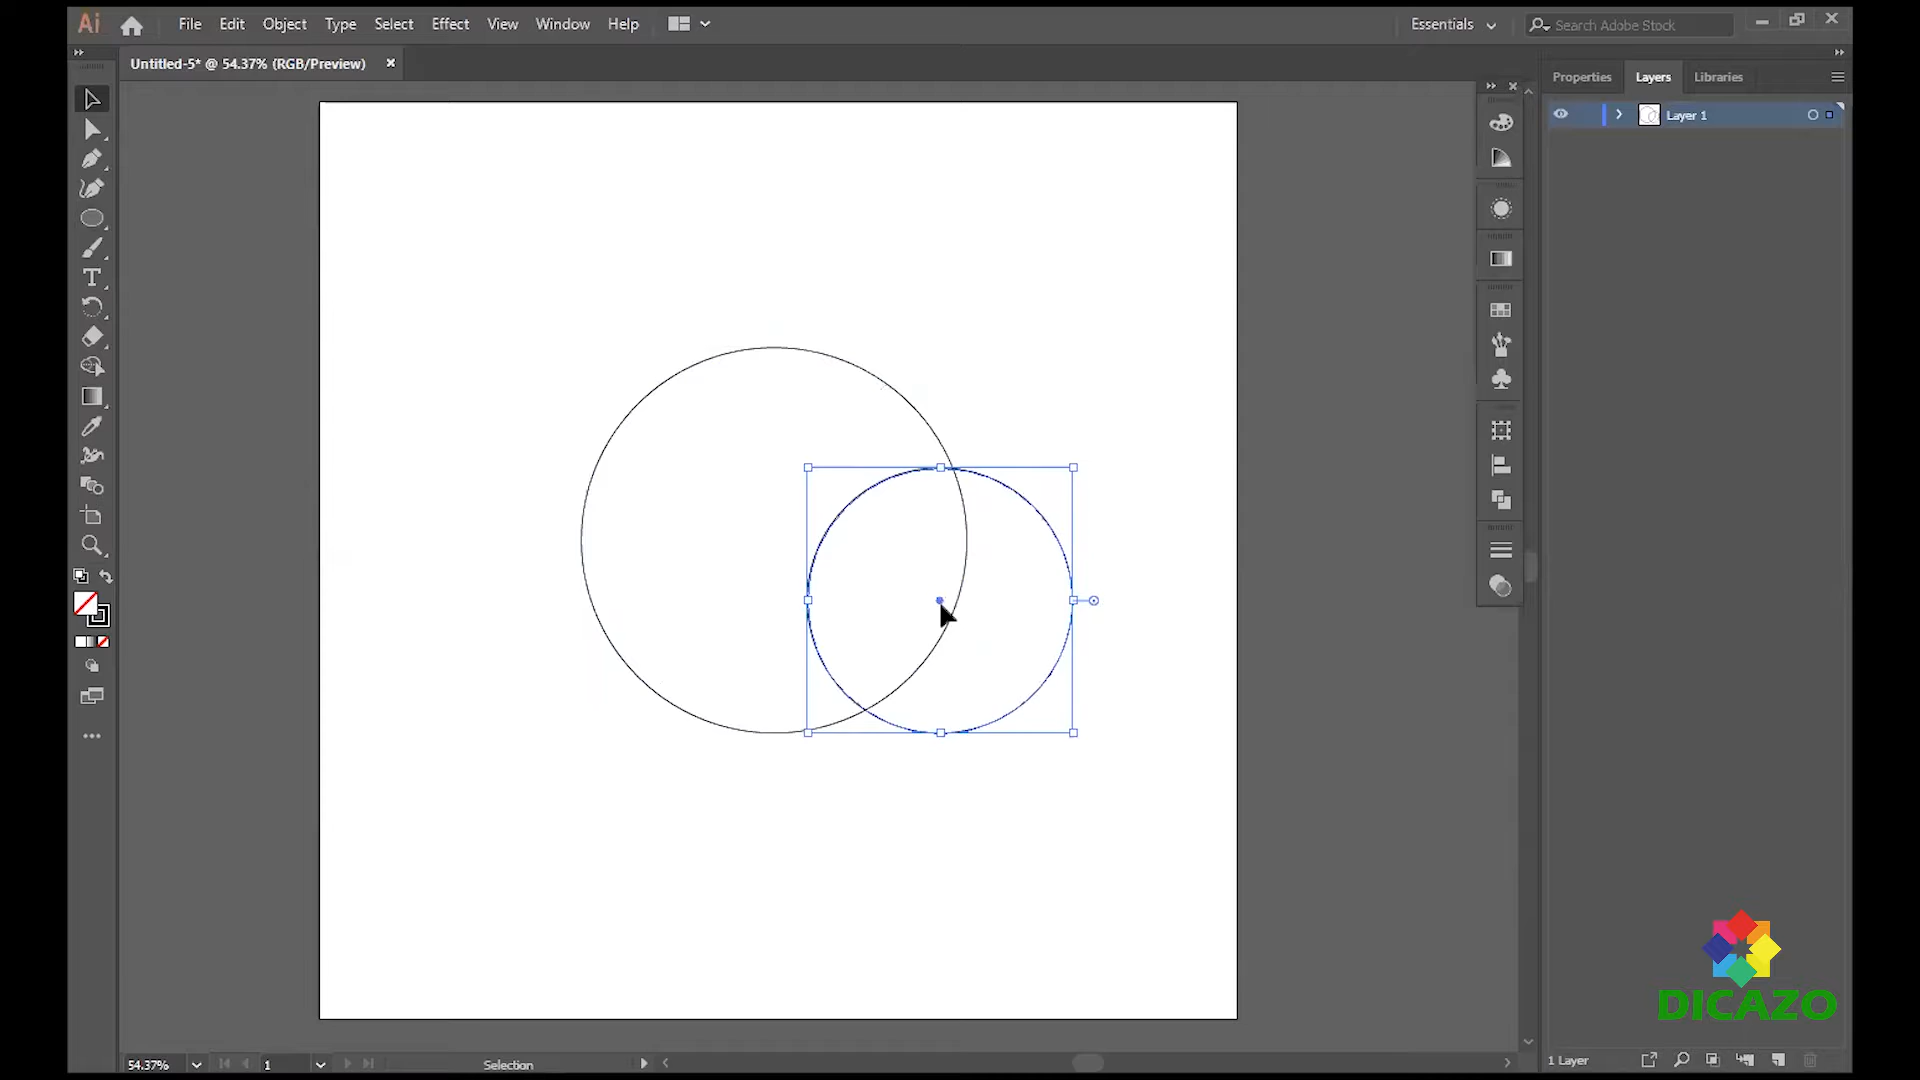 Ai File Edit Object Type Select Effect View Window Help Essentials Search Adobe Stock
Untitled-5* @ 54.37% (RGB/Preview)
Properties Layers Libraries
Layer 1
DICAZO
54.37% 1 Selection 1 Layer